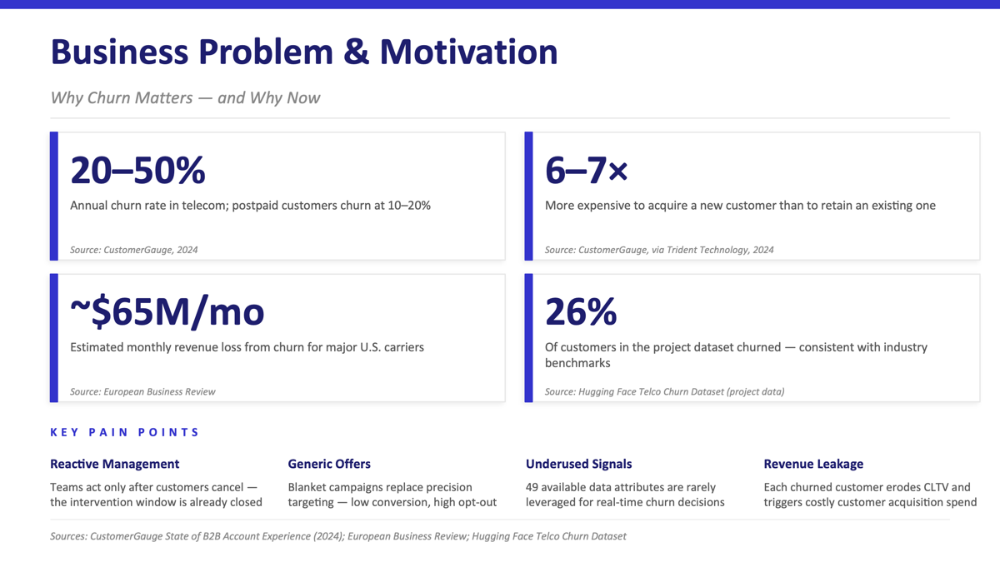 Business Problem & Motivation
Why Churn Matters — and Why Now
20–50%
Annual churn rate in telecom; postpaid customers churn at 10–20%
Source: CustomerGauge, 2024
6–7×
More expensive to acquire a new customer than to retain an existing one
Source: CustomerGauge, via Trident Technology, 2024
~$65M/mo
Estimated monthly revenue loss from churn for major U.S. carriers
Source: European Business Review
26%
Of customers in the project dataset churned — consistent with industry
benchmarks
Source: Hugging Face Telco Churn Dataset (project data)
KEY PAIN POINTS
Reactive Management
Teams act only after customers cancel —
the intervention window is already closed
Generic Offers
Blanket campaigns replace precision
targeting — low conversion, high opt-out
Underused Signals
49 available data attributes are rarely
leveraged for real-time churn decisions
Revenue Leakage
Each churned customer erodes CLTV and
triggers costly customer acquisition spend
Sources: CustomerGauge State of B2B Account Experience (2024); European Business Review; Hugging Face Telco Churn Dataset